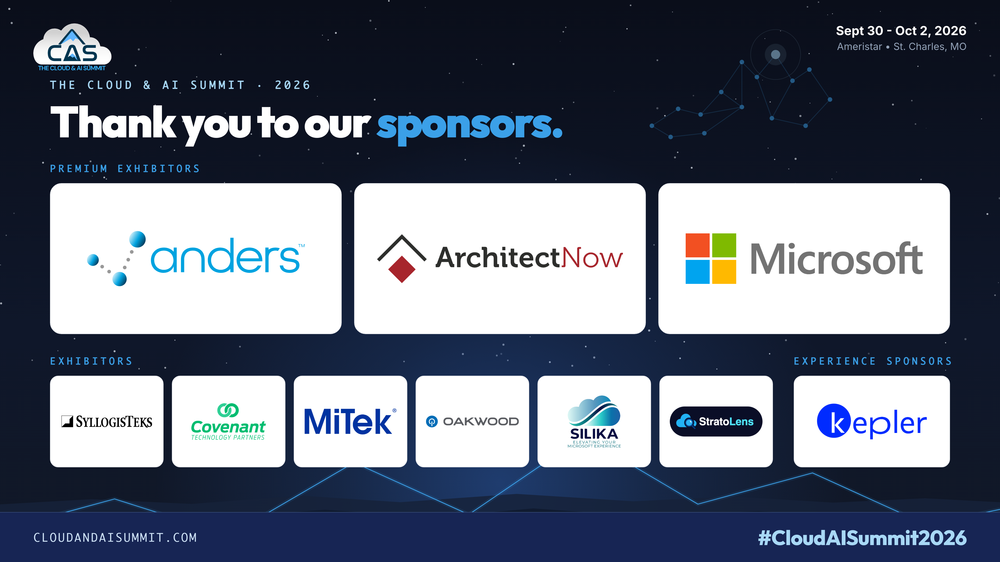 CAS
THE CLOUD & AI SUMMIT
Sept 30 - Oct 2, 2026
Ameristar • St. Charles, MO
THE CLOUD & AI SUMMIT · 2026
Thank you to our sponsors.
PREMIUM EXHIBITORS
anders™
ArchitectNow
Microsoft
EXHIBITORS
EXPERIENCE SPONSORS
SYLLOGISTEKS
Covenant
TECHNOLOGY PARTNERS
MiTek®
OAKWOOD
SILIKA
ELEVATING YOUR
MICROSOFT EXPERIENCE
StratoLens
kepler
CLOUDANDAISUMMIT.COM
#CloudAISummit2026